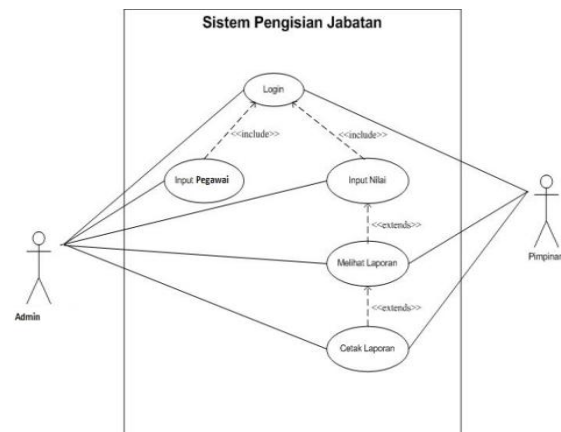 Sistem Pengisian Jabatan
Login
<<include>>
<<include>>
Input Pegawai
Input Nilai
<<extends>>
Melihat Laporan
Pimpinan
<<extends>>
Admin
Cetak Laporan